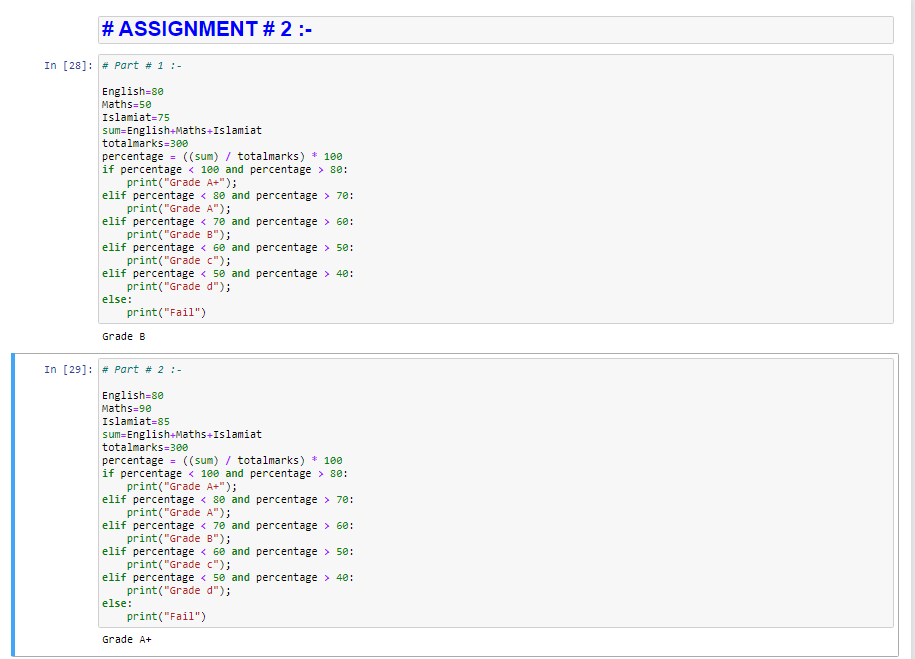 # ASSIGNMENT # 2 :-
In [28]: # Part # 1 :-
English=80
Maths=50
Islamiat=75
sum=English+Maths+Islamiat
totalmarks=300
percentage = ((sum) / totalmarks) * 100
if percentage < 100 and percentage > 80:
    print("Grade A+");
elif percentage < 80 and percentage > 70:
    print("Grade A");
elif percentage < 70 and percentage > 60:
    print("Grade B");
elif percentage < 60 and percentage > 50:
    print("Grade c");
elif percentage < 50 and percentage > 40:
    print("Grade d");
else:
    print("Fail")
Grade B
In [29]: # Part # 2 :-
English=80
Maths=90
Islamiat=85
sum=English+Maths+Islamiat
totalmarks=300
percentage = ((sum) / totalmarks) * 100
if percentage < 100 and percentage > 80:
    print("Grade A+");
elif percentage < 80 and percentage > 70:
    print("Grade A");
elif percentage < 70 and percentage > 60:
    print("Grade B");
elif percentage < 60 and percentage > 50:
    print("Grade c");
elif percentage < 50 and percentage > 40:
    print("Grade d");
else:
    print("Fail")
Grade A+